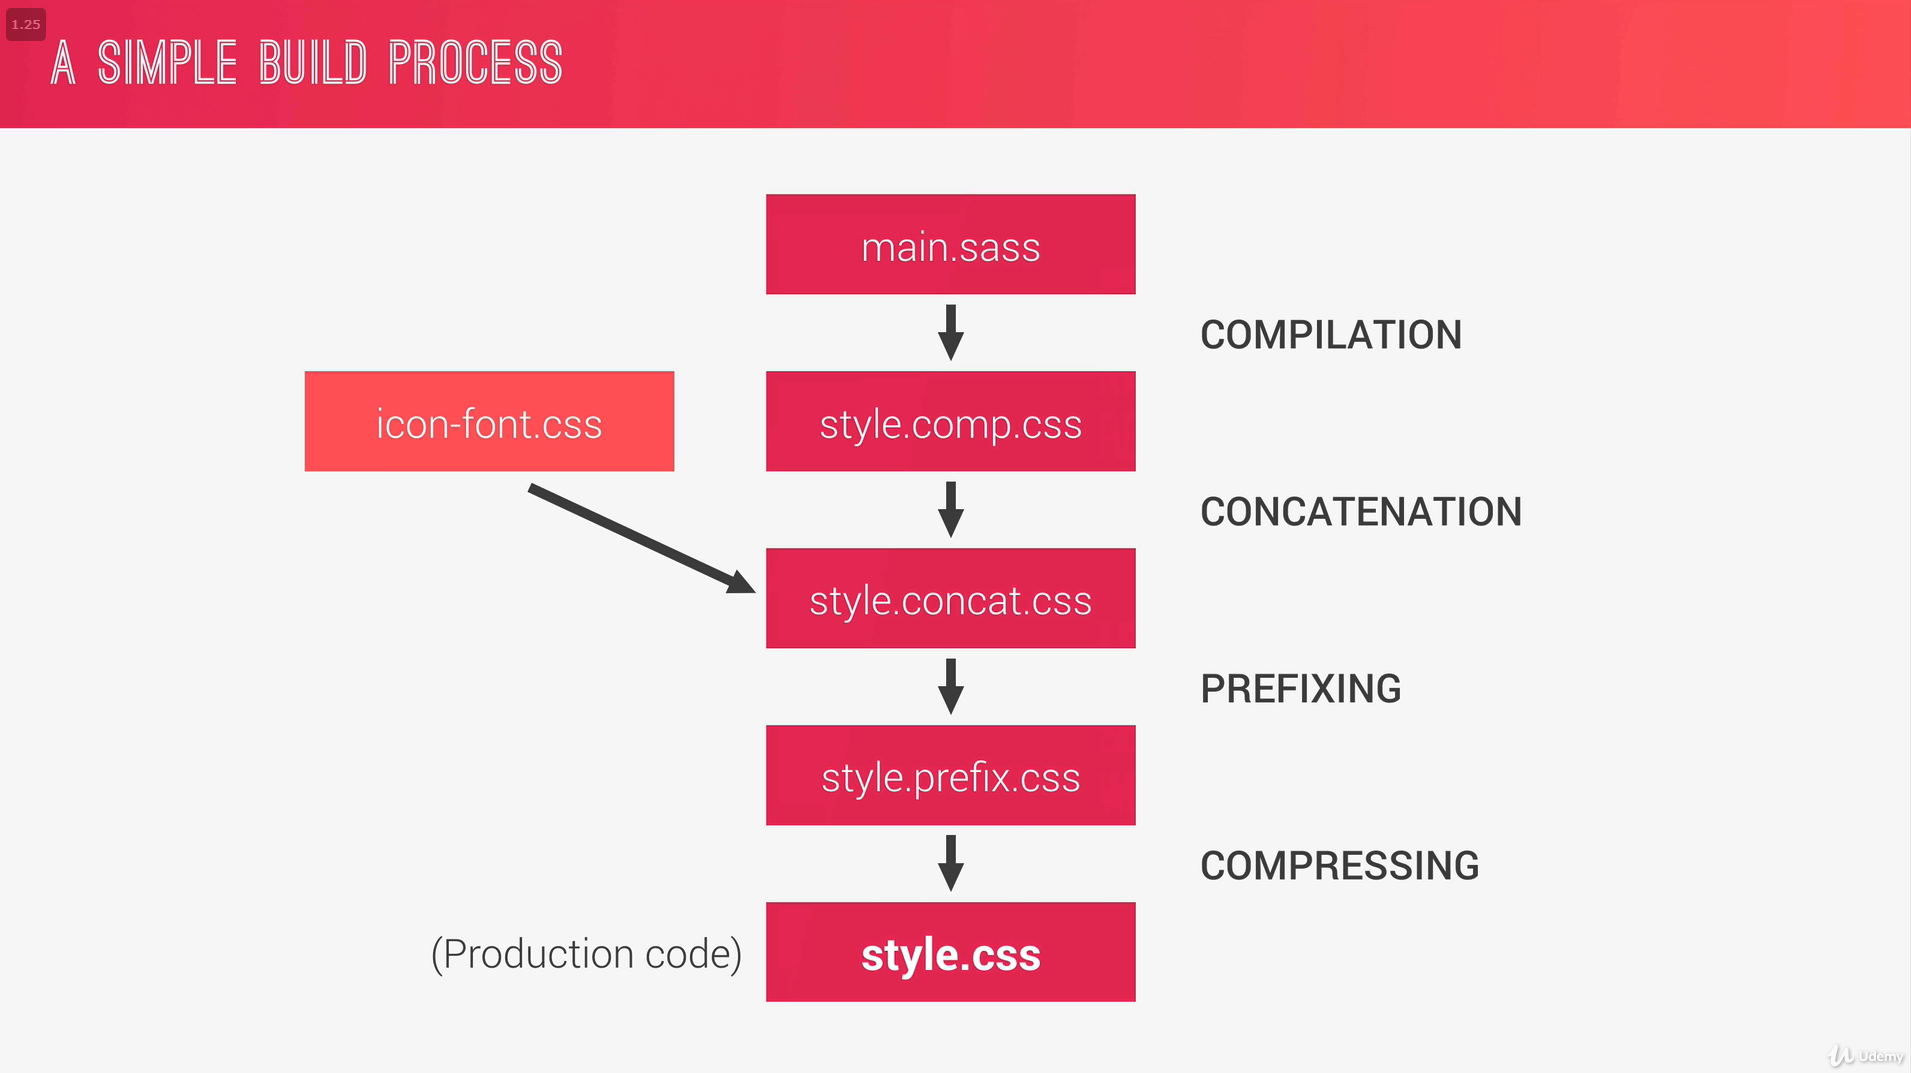 1.25
A SIMPLE BUILD PROCESS
main.sass
COMPILATION
icon-font.css
style.comp.css
CONCATENATION
style.concat.css
PREFIXING
style.prefix.css
COMPRESSING
(Production code)
style.css
Udemy